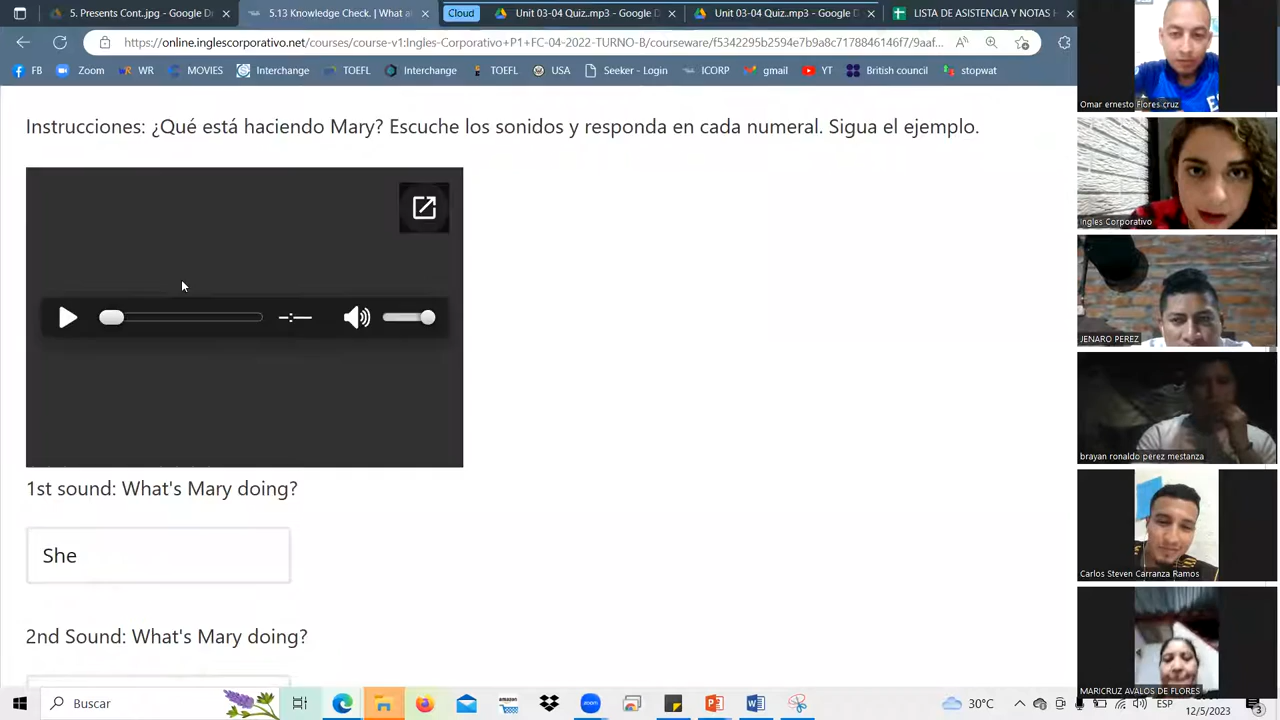 5. Presents Cont.jpg - Google Dr
5.13 Knowledge Check. | What a
Cloud
Unit 03-04 Quiz.mp3 - Google D
Unit 03-04 Quiz.mp3 - Google D
LISTA DE ASISTENCIA Y NOTAS
https://online.inglescorporativo.net/courses/course-v1:Ingles-Corporativo+P1+FC-04-2022-TURNO-B/courseware/f5342295b2594e7b9a8c7178846146f7/9aaf...
FB
Zoom
WR
MOVIES
Interchange
TOEFL
Interchange
TOEFL
USA
Seeker - Login
ICORP
gmail
YT
British council
stopwat
Instrucciones: ¿Qué está haciendo Mary? Escuche los sonidos y responda en cada numeral. Sigua el ejemplo.
-:--
1st sound: What's Mary doing?
She
2nd Sound: What's Mary doing?
Omar ernesto Flores cruz
Ingles Corporativo
JENARO PEREZ
brayan ronaldo perez mestanza
Carlos Steven Carranza Ramos
MARICRUZ AVALOS DE FLORES
Buscar
amazon
zoom
30°C
ESP
12/5/2023
3